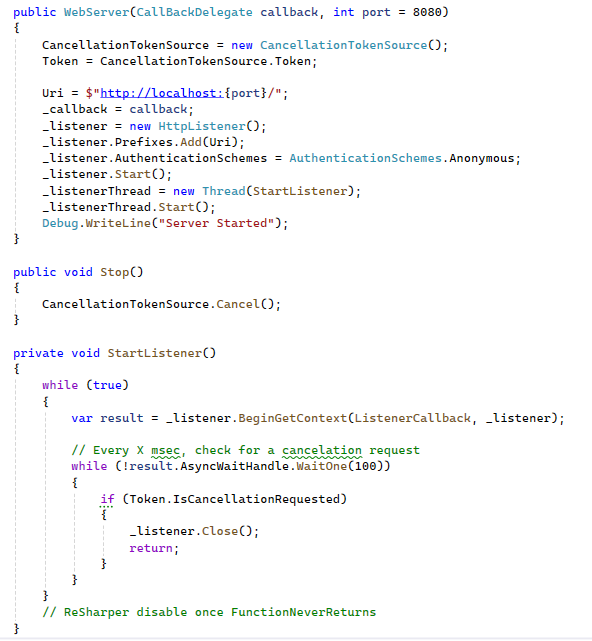 public WebServer(CallBackDelegate callback, int port = 8080)
{
    CancellationTokenSource = new CancellationTokenSource();
    Token = CancellationTokenSource.Token;

    Uri = $"http://localhost:{port}/";
    _callback = callback;
    _listener = new HttpListener();
    _listener.Prefixes.Add(Uri);
    _listener.AuthenticationSchemes = AuthenticationSchemes.Anonymous;
    _listener.Start();
    _listenerThread = new Thread(StartListener);
    _listenerThread.Start();
    Debug.WriteLine("Server Started");
}

public void Stop()
{
    CancellationTokenSource.Cancel();
}

private void StartListener()
{
    while (true)
    {
        var result = _listener.BeginGetContext(ListenerCallback, _listener);

        // Every X msec, check for a cancelation request
        while (!result.AsyncWaitHandle.WaitOne(100))
        {
            if (Token.IsCancellationRequested)
            {
                _listener.Close();
                return;
            }
        }
    }
    // ReSharper disable once FunctionNeverReturns
}